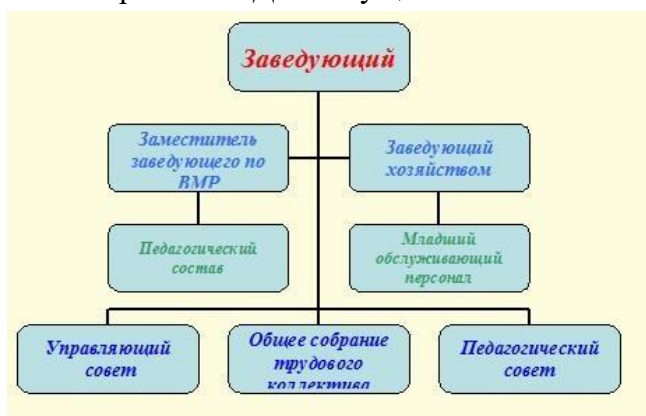 Заведующий
Заместитель
заведующего по
ВМР
Заведующий
хозяйством
Педагогический
состав
Младший
обслуживающий
персонал
Управляющий
совет
Общее собрание
трудового
коллектива
Педагогический
совет